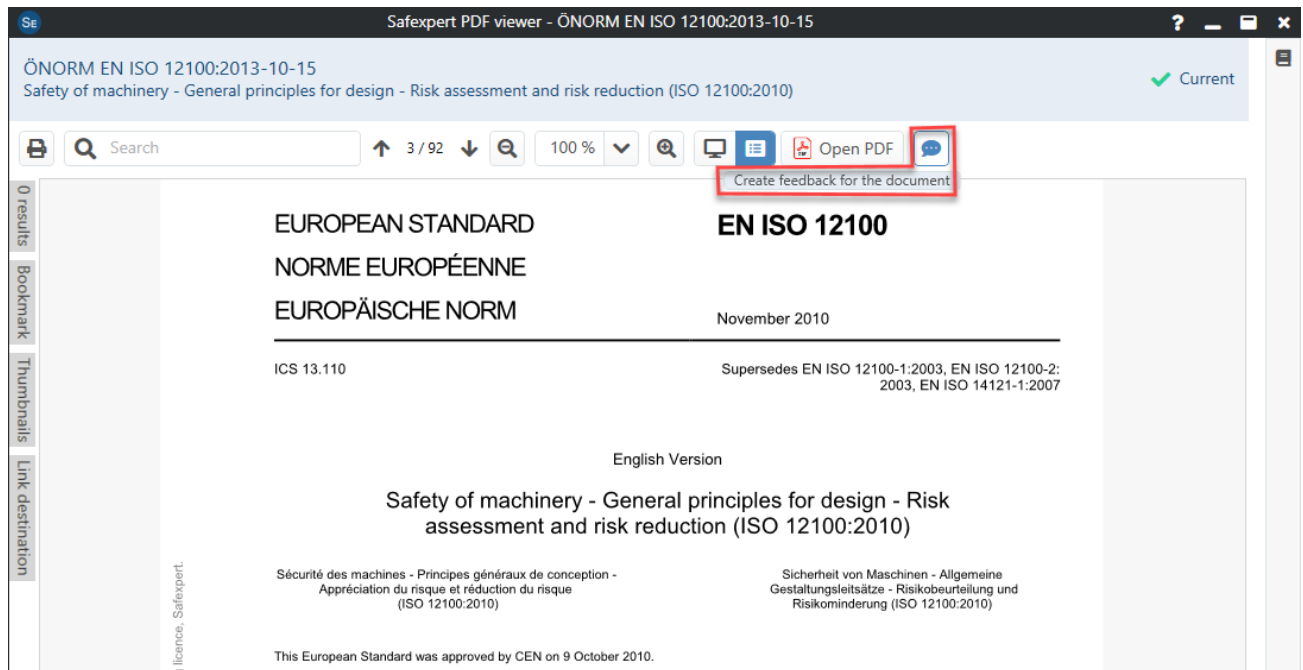 SE
Safexpert PDF viewer - ÖNORM EN ISO 12100:2013-10-15
?
ÖNORM EN ISO 12100:2013-10-15
Safety of machinery - General principles for design - Risk assessment and risk reduction (ISO 12100:2010)
Current
Search
3 / 92
100 %
Open PDF
Create feedback for the document
0 results
Bookmark
Thumbnails
Link destination
EUROPEAN STANDARD
NORME EUROPÉENNE
EUROPÄISCHE NORM
EN ISO 12100
November 2010
ICS 13.110
Supersedes EN ISO 12100-1:2003, EN ISO 12100-2:
2003, EN ISO 14121-1:2007
English Version
Safety of machinery - General principles for design - Risk
assessment and risk reduction (ISO 12100:2010)
Sécurité des machines - Principes généraux de conception -
Appréciation du risque et réduction du risque
(ISO 12100:2010)
Sicherheit von Maschinen - Allgemeine
Gestaltungsleitsätze - Risikobeurteilung und
Risikominderung (ISO 12100:2010)
licence, Safexpert.
This European Standard was approved by CEN on 9 October 2010.